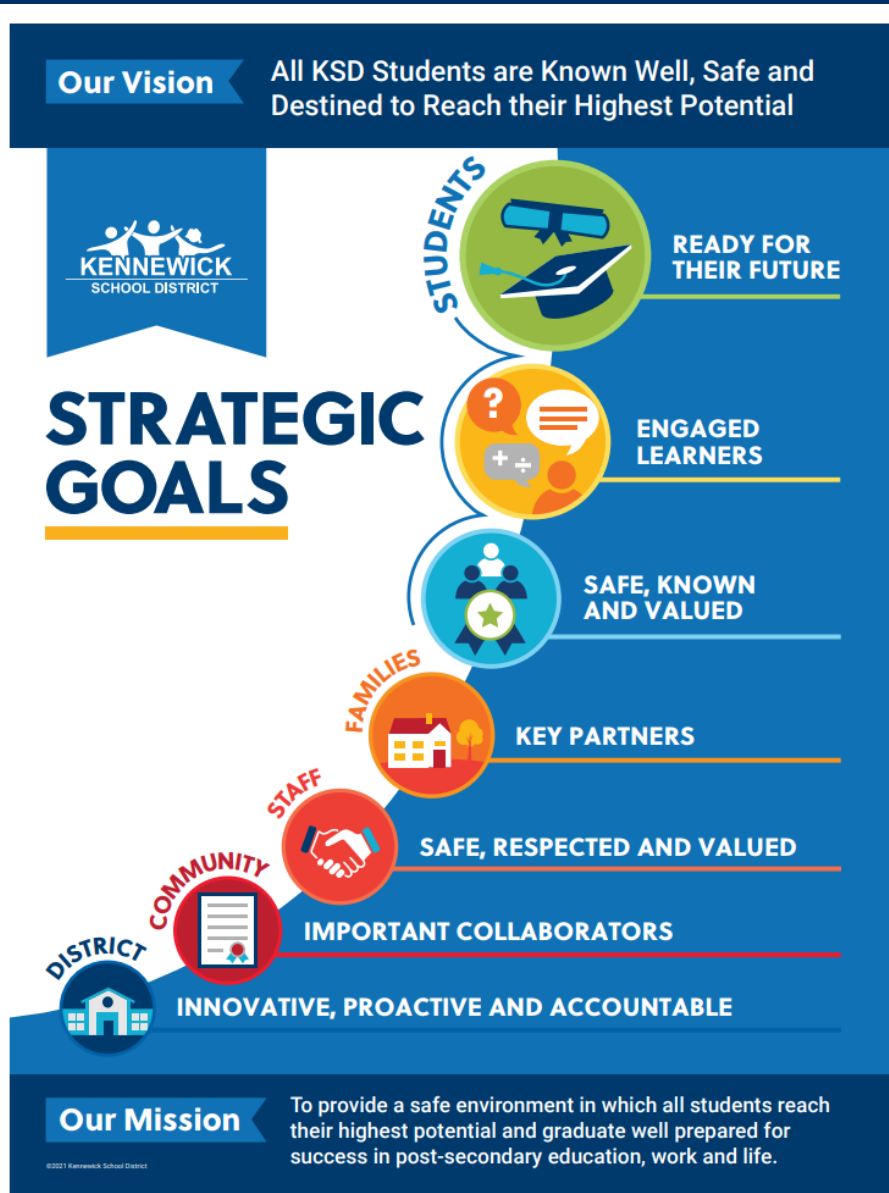 Our Vision
All KSD Students are Known Well, Safe and
Destined to Reach their Highest Potential
KENNEWICK
SCHOOL DISTRICT
STRATEGIC
GOALS
STUDENTS
READY FOR
THEIR FUTURE
?
ENGAGED
LEARNERS
+ ÷
SAFE, KNOWN
AND VALUED
FAMILIES
KEY PARTNERS
STAFF
SAFE, RESPECTED AND VALUED
COMMUNITY
IMPORTANT COLLABORATORS
DISTRICT
INNOVATIVE, PROACTIVE AND ACCOUNTABLE
Our Mission
To provide a safe environment in which all students reach
their highest potential and graduate well prepared for
success in post-secondary education, work and life.
©2021 Kennewick School District